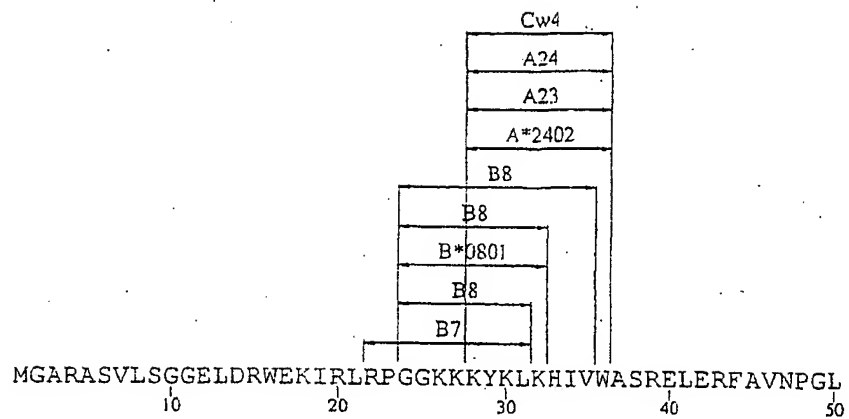 Cw4
A24
A23
A*2402
B8
B8
B*0801
B8
B7
MGARASVLSGGELDRWEKIRLRPGGKKKYKLKHIVWASRELERFAVNPGL
10 20 30 40 50